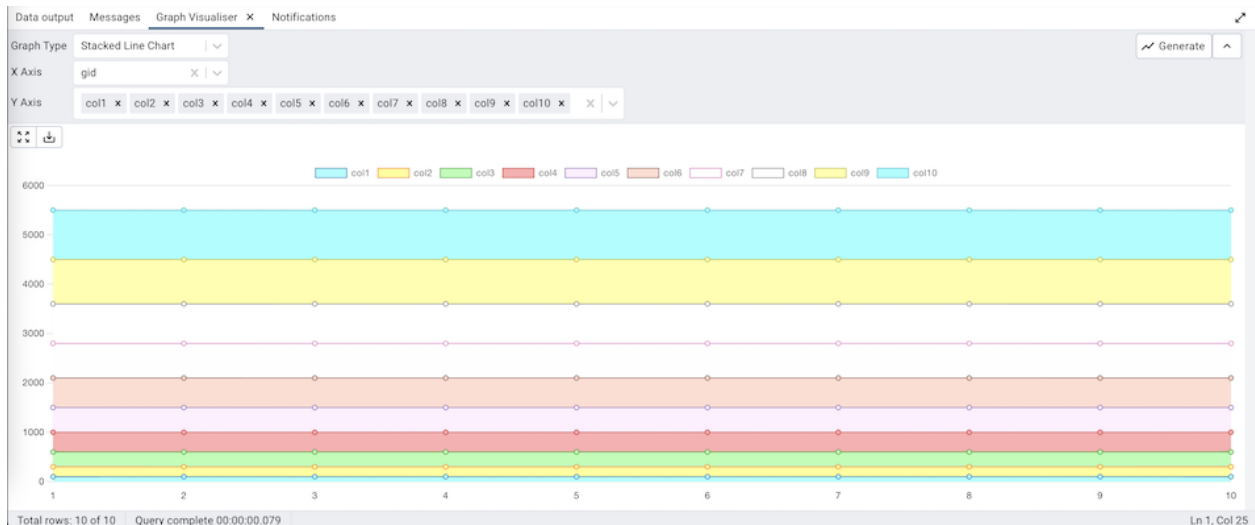 Data output Messages Graph Visualiser × Notifications
Graph Type Stacked Line Chart Generate
X Axis gid
Y Axis col1 × col2 × col3 × col4 × col5 × col6 × col7 × col8 × col9 × col10 ×
col1 col2 col3 col4 col5 col6 col7 col8 col9 col10
6000
5000
4000
3000
2000
1000
0
1 2 3 4 5 6 7 8 9 10
Total rows: 10 of 10 Query complete 00:00:00.079 Ln 1, Col 25